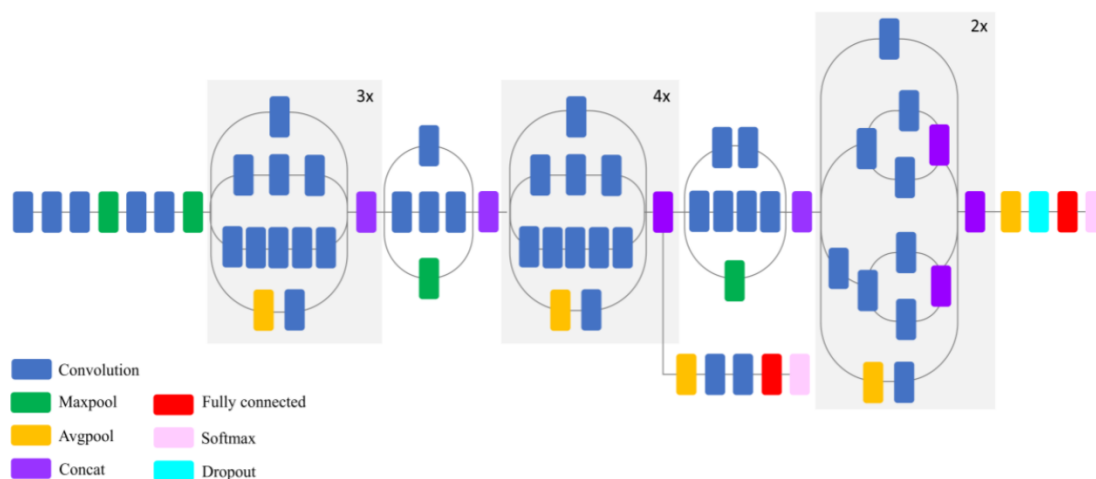 2x
3x
4x
Convolution
Maxpool
Fully connected
Avgpool
Softmax
Concat
Dropout